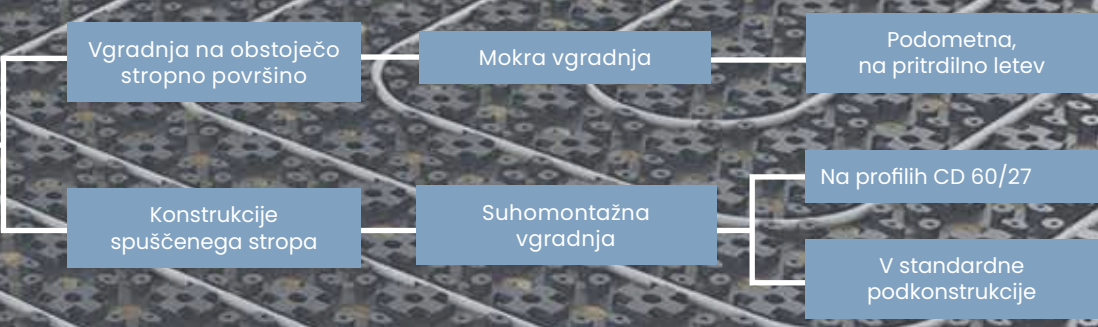 Vgradnja na obstoječo
stropno površino
Mokra vgradnja
Podometna,
na pritrdilno letev
Konstrukcije
spuščenega stropa
Suhomontažna
vgradnja
Na profilih CD 60/27
V standardne
podkonstrukcije